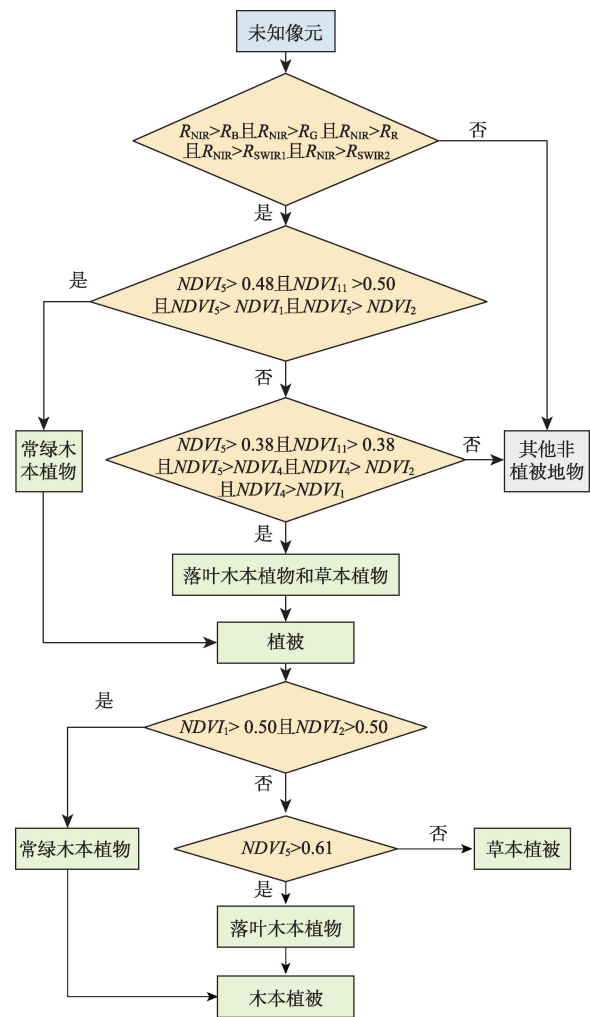 未知像元
R_NIR>R_B且R_NIR>R_G 且R_NIR>R_R
且R_NIR>R_SWIR1且R_NIR>R_SWIR2
否
是
是
NDVI₅> 0.48且NDVI₁₁ >0.50
且NDVI₅> NDVI₁且NDVI₅> NDVI₂
否
常绿木
本植物
NDVI₅> 0.38且NDVI₁₁> 0.38
且NDVI₅>NDVI₄且NDVI₄> NDVI₂
且NDVI₄>NDVI₁
否
其他非
植被地物
是
落叶木本植物和草本植物
植被
是
NDVI₁> 0.50且NDVI₂>0.50
否
常绿木本植物
NDVI₅>0.61
否
草本植被
是
落叶木本植物
木本植被